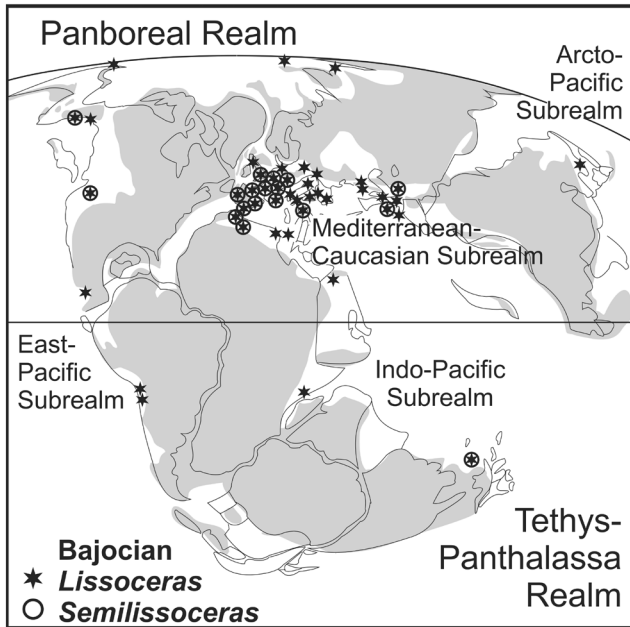 Panboreal Realm
Arcto-
Pacific
Subrealm
Mediterranean-
Caucasian Subrealm
East-
Pacific
Subrealm
Indo-Pacific
Subrealm
Tethys-
Panthalassa
Realm
Bajocian
Lissoceras
Semilissoceras